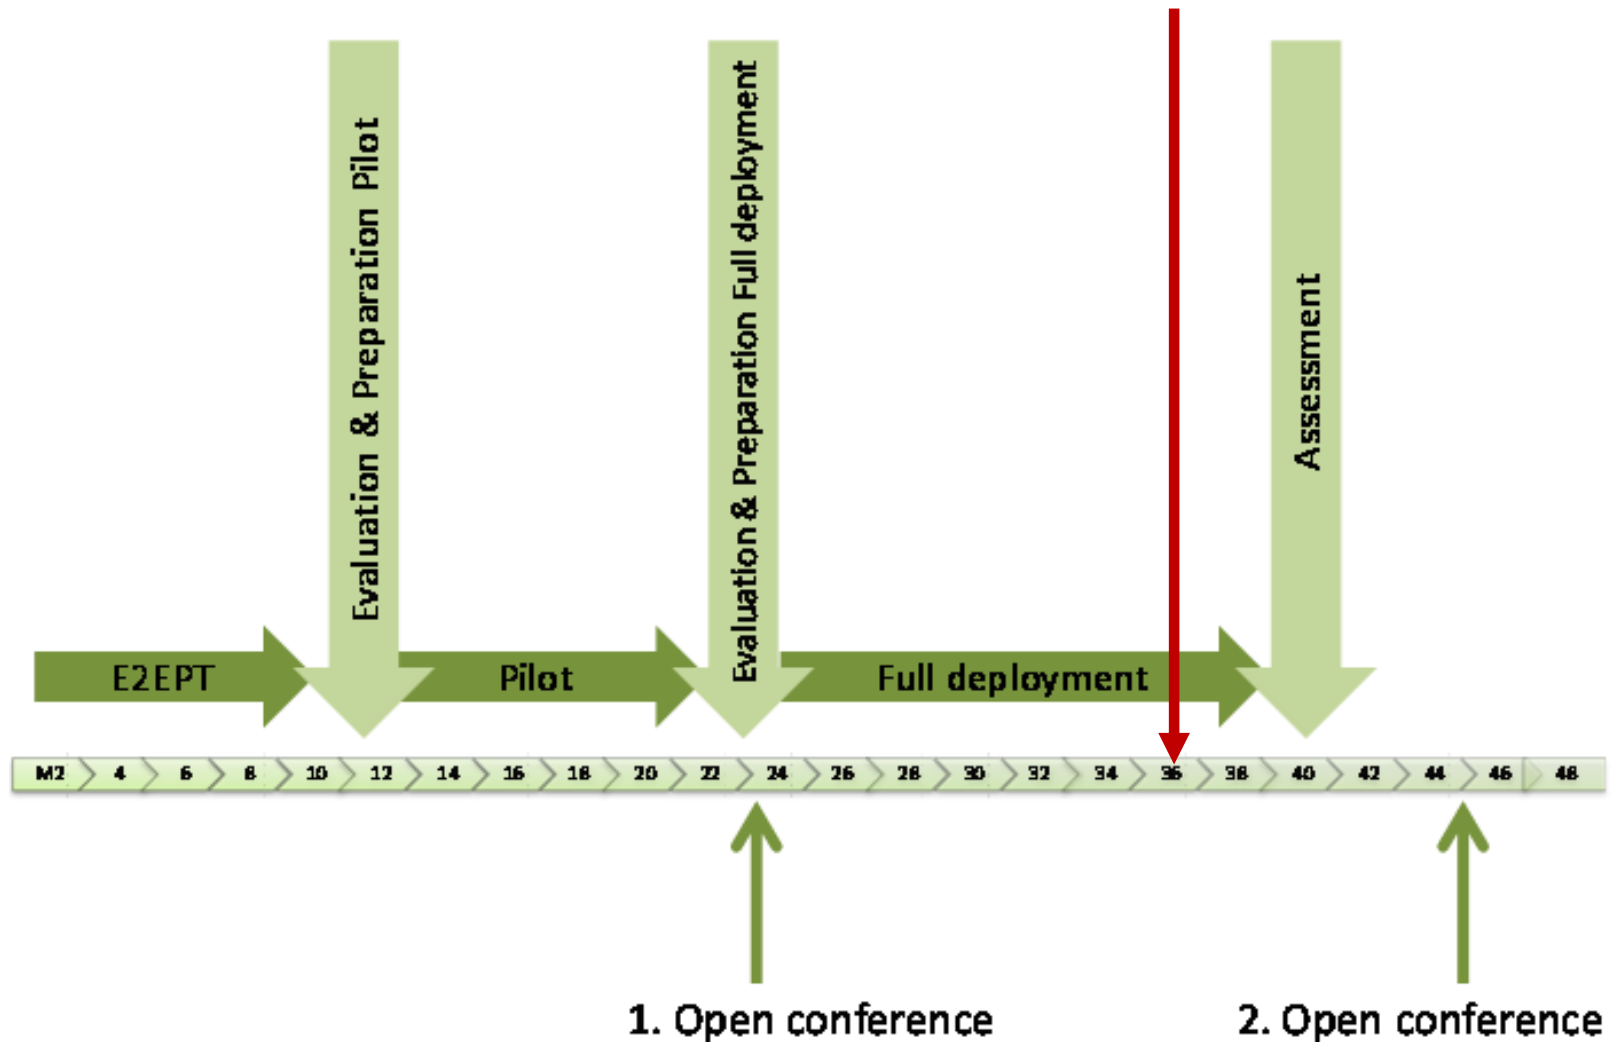 Evaluation & Preparation Pilot
Evaluation & Preparation Full deployment
Assessment
E2EPT
Pilot
Full deployment
M2 4 6 8 10 12 14 16 18 20 22 24 26 28 30 32 34 36 38 40 42 44 46 48
1. Open conference
2. Open conference